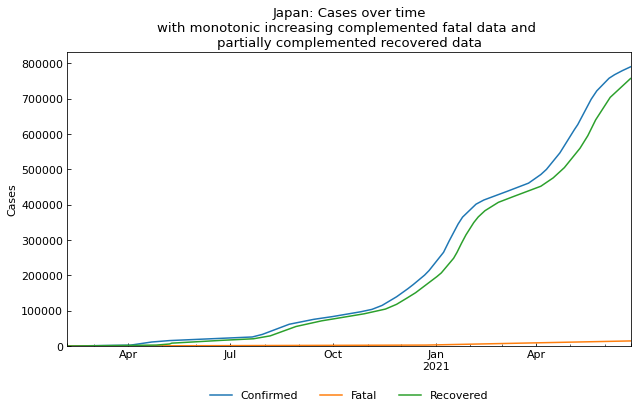 Japan: Cases over time
with monotonic increasing complemented fatal data and
partially complemented recovered data
800000
700000
600000
500000
400000
300000
200000
100000
0
Cases
Apr
Jul
Oct
Jan
2021
Apr
Confirmed
Fatal
Recovered